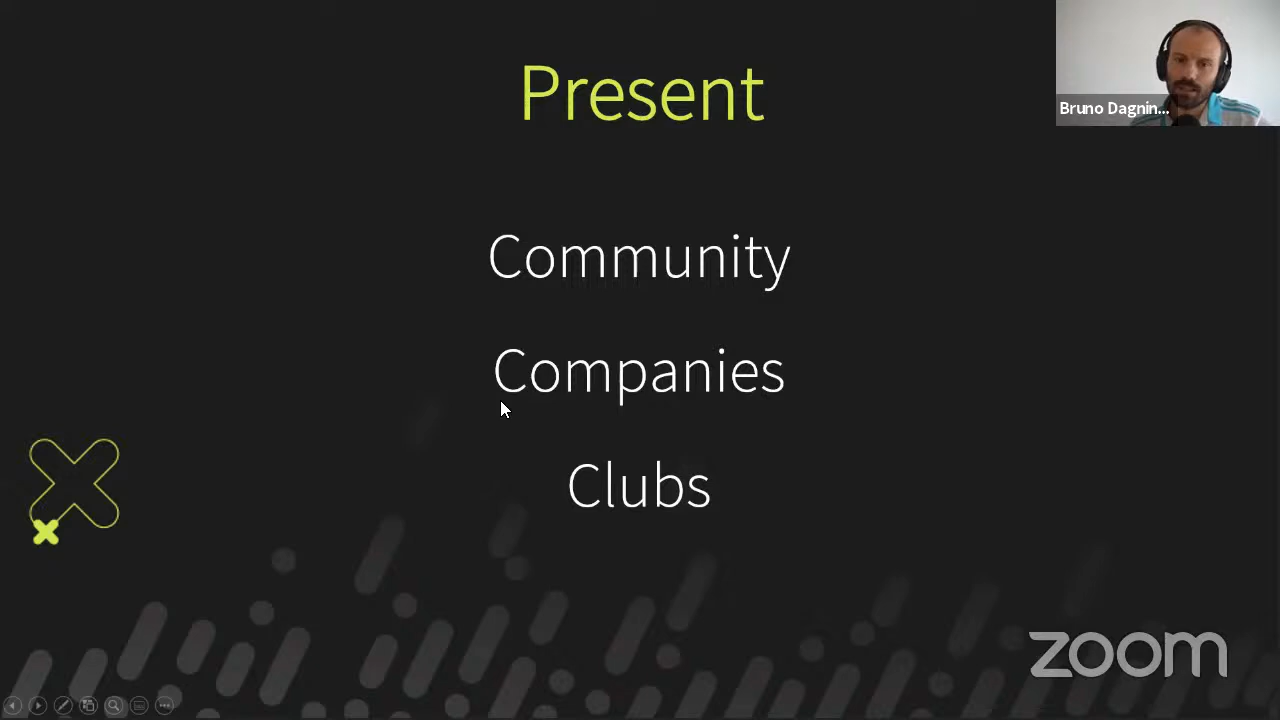 Present
Bruno Dagnin...
Community
Companies
Clubs
zoom